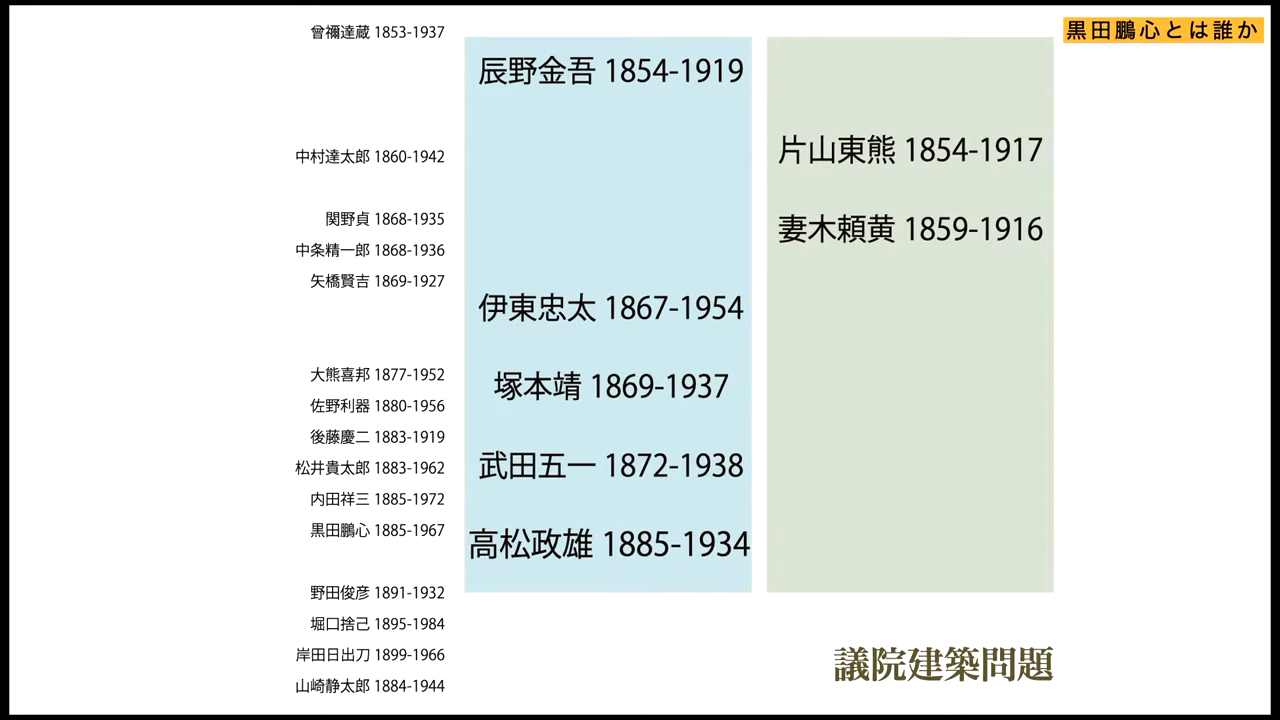 黒田鵬心とは誰か
曾禰達蔵 1853-1937
中村達太郎 1860-1942
関野貞 1868-1935
中条精一郎 1868-1936
矢橋賢吉 1869-1927
大熊喜邦 1877-1952
佐野利器 1880-1956
後藤慶二 1883-1919
松井貴太郎 1883-1962
内田祥三 1885-1972
黒田鵬心 1885-1967
野田俊彦 1891-1932
堀口捨己 1895-1984
岸田日出刀 1899-1966
山崎静太郎 1884-1944
辰野金吾 1854-1919
伊東忠太 1867-1954
塚本靖 1869-1937
武田五一 1872-1938
高松政雄 1885-1934
片山東熊 1854-1917
妻木頼黄 1859-1916
議院建築問題